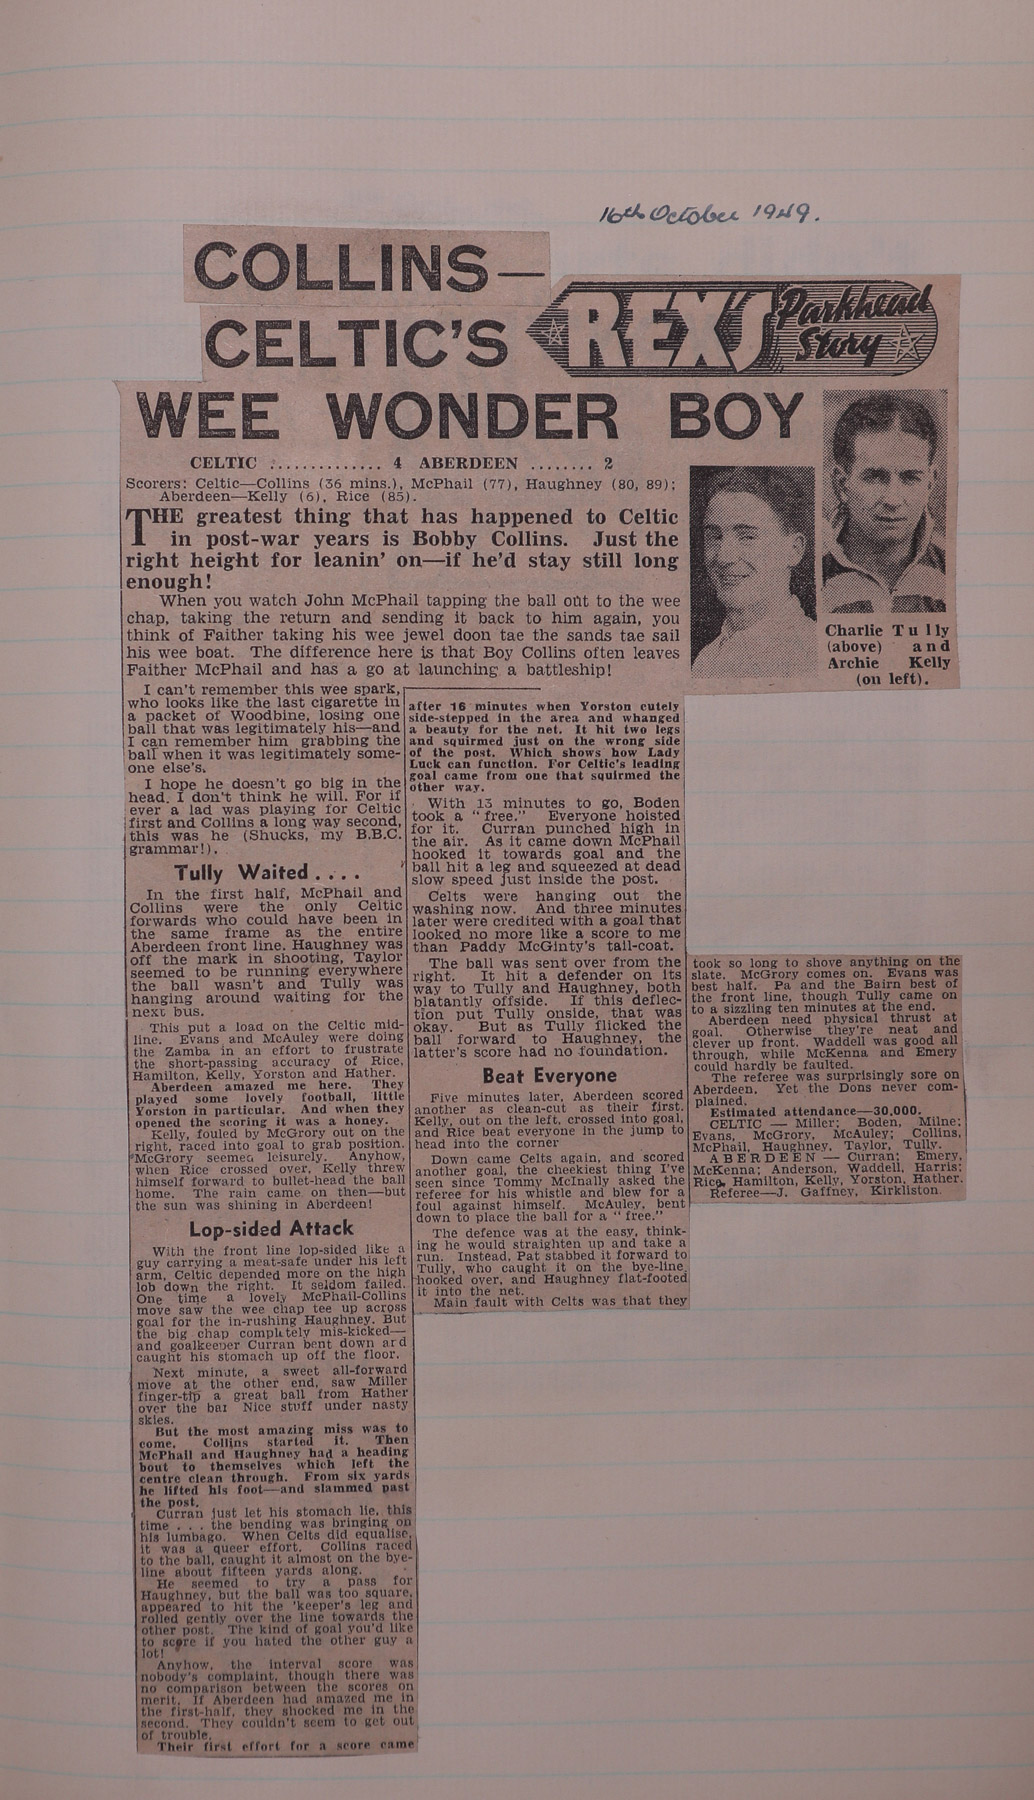 16th October 1949.
COLLINS—
CELTIC'S
REX'S Parkhead Story
WEE WONDER BOY
CELTIC .............. 4 ABERDEEN ........ 2
Scorers: Celtic—Collins (36 mins.), McPhail (77), Haughney (80, 89);
Aberdeen—Kelly (6), Rice (85).
THE greatest thing that has happened to Celtic
in post-war years is Bobby Collins. Just the
right height for leanin' on—if he'd stay still long
enough!
When you watch John McPhail tapping the ball out to the wee
chap, taking the return and sending it back to him again, you
think of Faither taking his wee jewel doon tae the sands tae sail
his wee boat. The difference here is that Boy Collins often leaves
Faither McPhail and has a go at launching a battleship!
Charlie Tully
(above) and
Archie Kelly
(on left).
I can't remember this wee spark,
who looks like the last cigarette in
a packet of Woodbine, losing one
ball that was legitimately his—and
I can remember him grabbing the
ball when it was legitimately some-
one else's.
I hope he doesn't go big in the
head. I don't think he will. For if
ever a lad was playing for Celtic
first and Collins a long way second,
this was he (Shucks, my B.B.C.
grammar!).
Tully Waited....
In the first half, McPhail and
Collins were the only Celtic
forwards who could have been in
the same frame as the entire
Aberdeen front line. Haughney was
off the mark in shooting, Taylor
seemed to be running everywhere
the ball wasn't and Tully was
hanging around waiting for the
next bus.
This put a load on the Celtic mid-
line. Evans and McAuley were doing
the Zamba in an effort to frustrate
the short-passing accuracy of Rice,
Hamilton, Kelly, Yorston and Hather.
Aberdeen amazed me here. They
played some lovely football, little
Yorston in particular. And when they
opened the scoring it was a honey.
Kelly, fouled by McGrory out on the
right, raced into goal to grab position.
McGrory seemed leisurely. Anyhow,
when Rice crossed over, Kelly threw
himself forward to bullet-head the ball
home. The rain came on then—but
the sun was shining in Aberdeen!
Lop-sided Attack
With the front line lop-sided like a
guy carrying a meat-safe under his left
arm, Celtic depended more on the high
lob down the right. It seldom failed.
One time a lovely McPhail-Collins
move saw the wee chap tee up across
goal for the in-rushing Haughney. But
the big chap completely mis-kicked—
and goalkeeper Curran bent down and
caught his stomach up off the floor.
Next minute, a sweet all-forward
move at the other end, saw Miller
finger-tip a great ball from Hather
over the bar Nice stuff under nasty
skies.
But the most amazing miss was to
come. Collins started it. Then
McPhail and Haughney had a heading
bout to themselves which left the
centre clean through. From six yards
he lifted his foot—and slammed past
the post.
Curran just let his stomach lie, this
time . . . the bending was bringing on
his lumbago. When Celts did equalise,
it was a queer effort. Collins raced
to the ball, caught it almost on the bye-
line about fifteen yards along.
He seemed to try a pass for
Haughney, but the ball was too square,
appeared to hit the 'keeper's leg and
rolled gently over the line towards the
other post. The kind of goal you'd like
to score if you hated the other guy a
lot!
Anyhow, the interval score was
nobody's complaint, though there was
no comparison between the scores on
merit. If Aberdeen had amazed me in
the first-half, they shocked me in the
second. They couldn't seem to get out
of trouble.
Their first effort for a score came
after 16 minutes when Yorston cutely
side-stepped in the area and whanged
a beauty for the net. It hit two legs
and squirmed just on the wrong side
of the post. Which shows how Lady
Luck can function. For Celtic's leading
goal came from one that squirmed the
other way.
With 13 minutes to go, Boden
took a "free." Everyone hoisted
for it. Curran punched high in
the air. As it came down McPhail
hooked it towards goal and the
ball hit a leg and squeezed at dead
slow speed just inside the post.
Celts were hanging out the
washing now. And three minutes
later were credited with a goal that
looked no more like a score to me
than Paddy McGinty's tail-coat.
The ball was sent over from the
right. It hit a defender on its
way to Tully and Haughney, both
blatantly offside. If this deflec-
tion put Tully onside, that was
okay. But as Tully flicked the
ball forward to Haughney, the
latter's score had no foundation.
Beat Everyone
Five minutes later, Aberdeen scored
another as clean-cut as their first.
Kelly, out on the left, crossed into goal,
and Rice beat everyone in the jump to
head into the corner
Down came Celts again, and scored
another goal, the cheekiest thing I've
seen since Tommy McInally asked the
referee for his whistle and blew for a
foul against himself. McAuley, bent
down to place the ball for a "free."
The defence was at the easy, think-
ing he would straighten up and take a
run. Instead, Pat stabbed it forward to
Tully, who caught it on the bye-line,
hooked over, and Haughney flat-footed
it into the net.
Main fault with Celts was that they
took so long to shove anything on the
slate. McGrory comes on. Evans was
best half. Pa and the Bairn best of
the front line, though Tully came on
to a sizzling ten minutes at the end.
Aberdeen need physical thrust at
goal. Otherwise they're neat and
clever up front. Waddell was good all
through, while McKenna and Emery
could hardly be faulted.
The referee was surprisingly sore on
Aberdeen. Yet the Dons never com-
plained.
Estimated attendance—30,000.
CELTIC — Miller; Boden, Milne;
Evans, McGrory, McAuley; Collins,
McPhail, Haughney, Taylor, Tully.
ABERDEEN — Curran; Emery,
McKenna; Anderson, Waddell, Harris;
Rice, Hamilton, Kelly, Yorston, Hather.
Referee—J. Gaffney, Kirkliston.